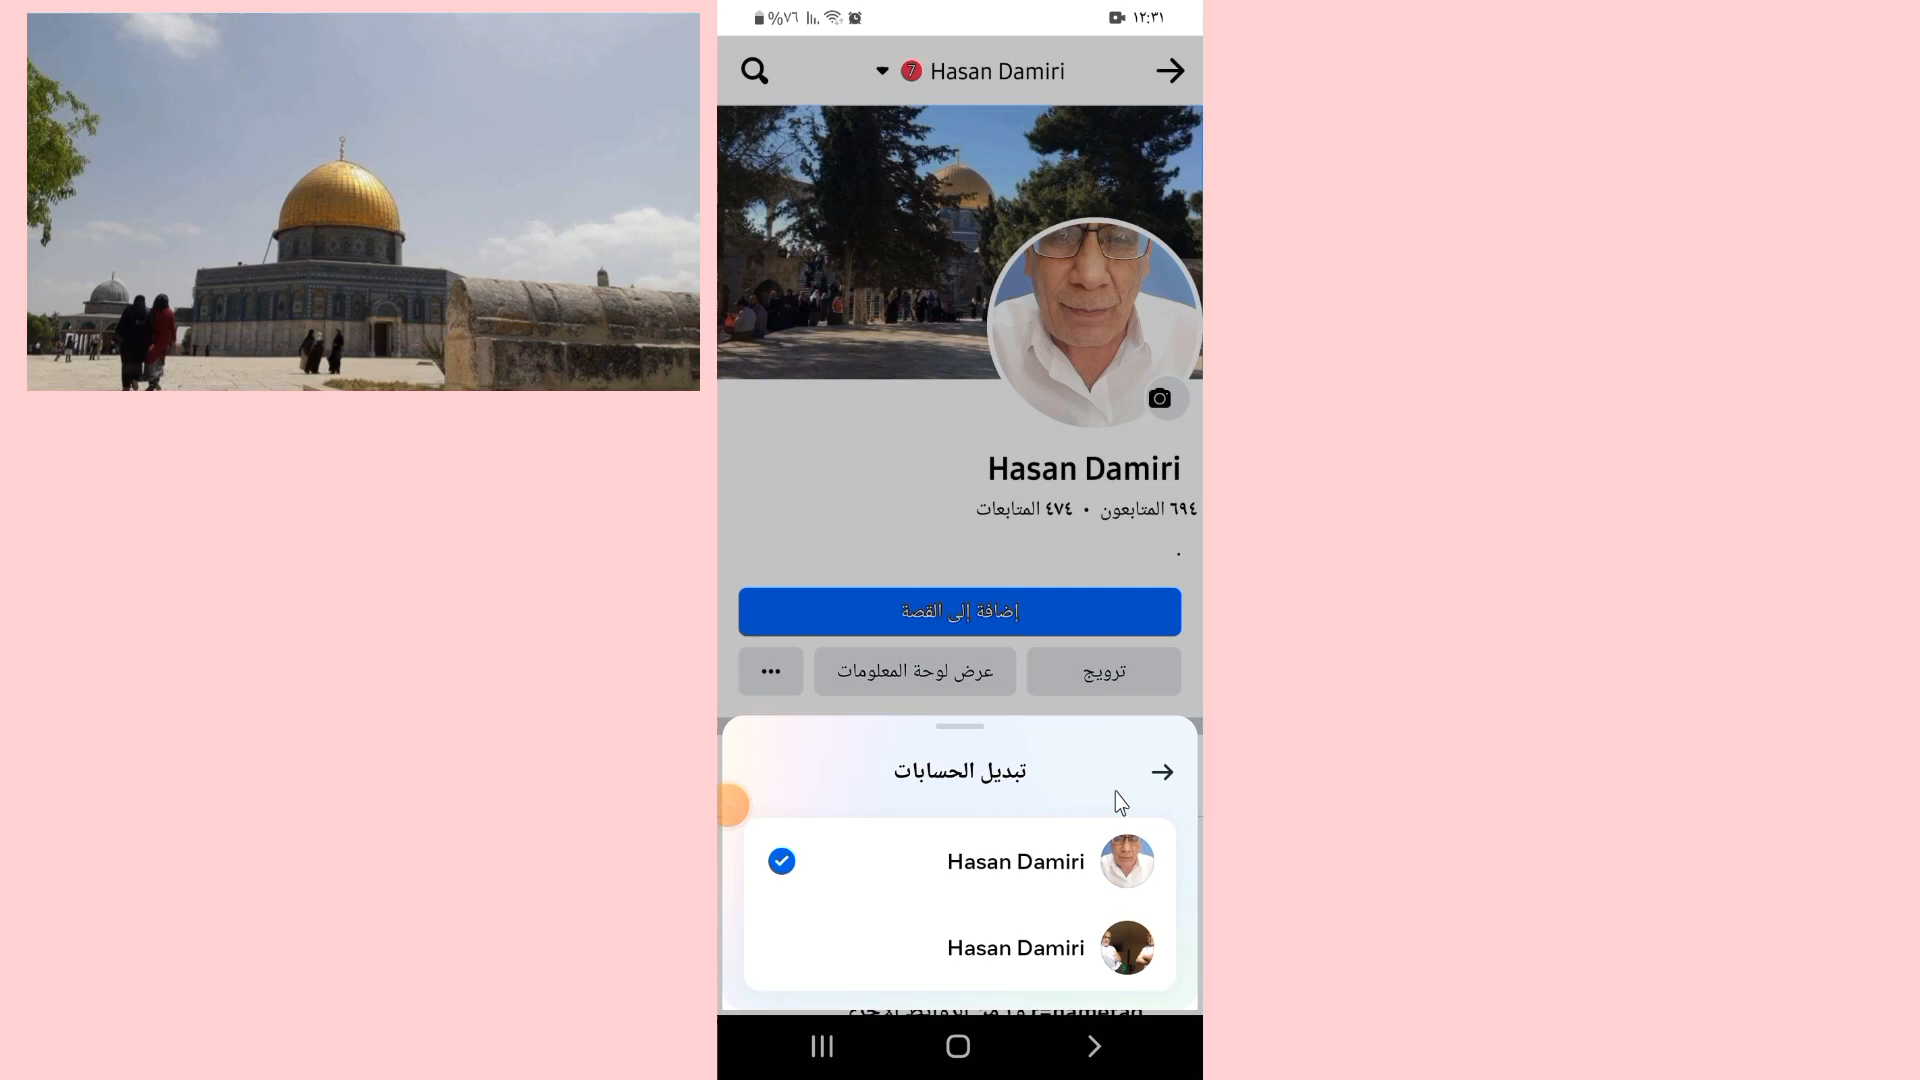 ١٢:٣١
%٧٦
Hasan Damiri 7
Hasan Damiri
٦٩٤ المتابعون • ٤٧٤ المتابعات
.
إضافة إلى القصة
ترويج
عرض لوحة المعلومات
تبديل الحسابات
Hasan Damiri
Hasan Damiri